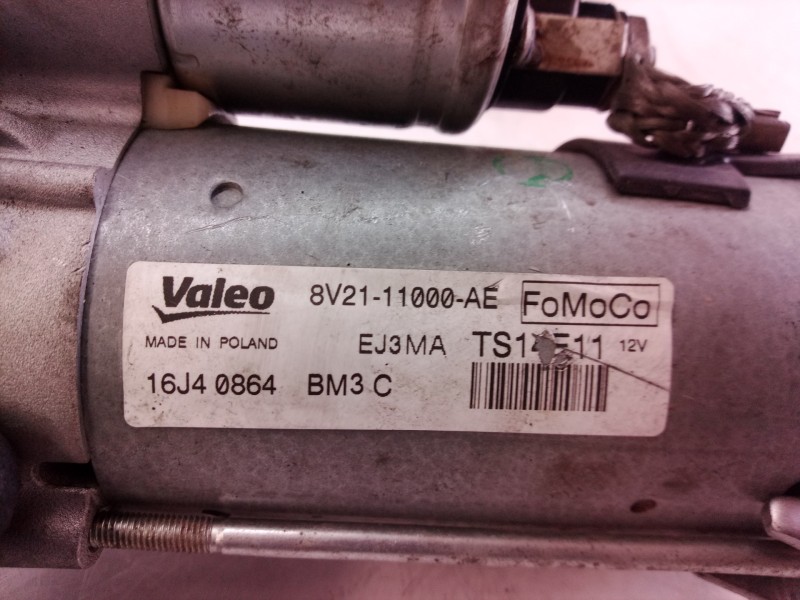 Valeo 8V21-11000-AE FoMoCo
MADE IN POLAND EJ3MA 12V
16J4 0864 BM3 C